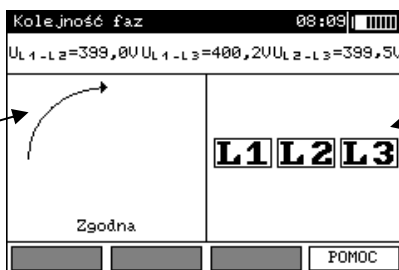 Kolejność faz 08:09
UL1-L2=399,0V UL1-L3=400,2V UL2-L3=399,5V
L1 L2 L3
Zgodna
POMOC